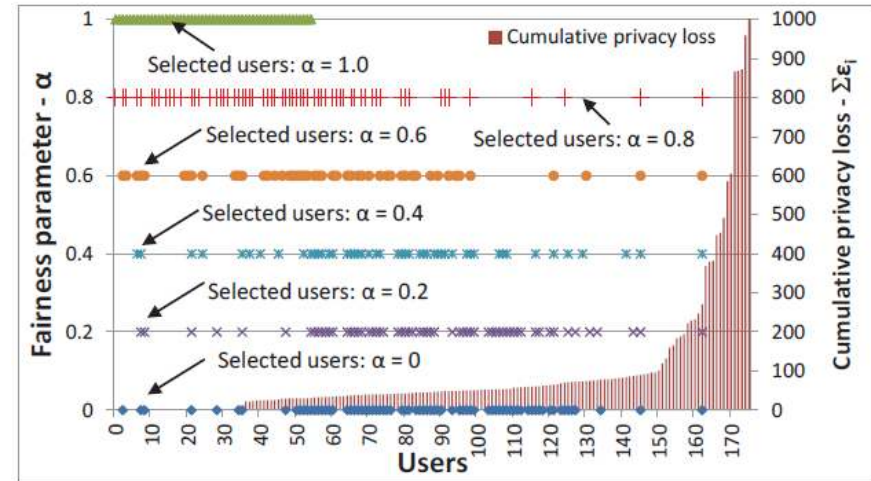 1
0.8
0.6
0.4
0.2
0
Fairness parameter - α
Cumulative privacy loss
Selected users: α = 1.0
Selected users: α = 0.8
Selected users: α = 0.6
Selected users: α = 0.4
Selected users: α = 0.2
Selected users: α = 0
1000
900
800
700
600
500
400
300
200
100
0
Cumulative privacy loss - Σεi
0 10 20 30 40 50 60 70 80 90 100 110 120 130 140 150 160 170
Users